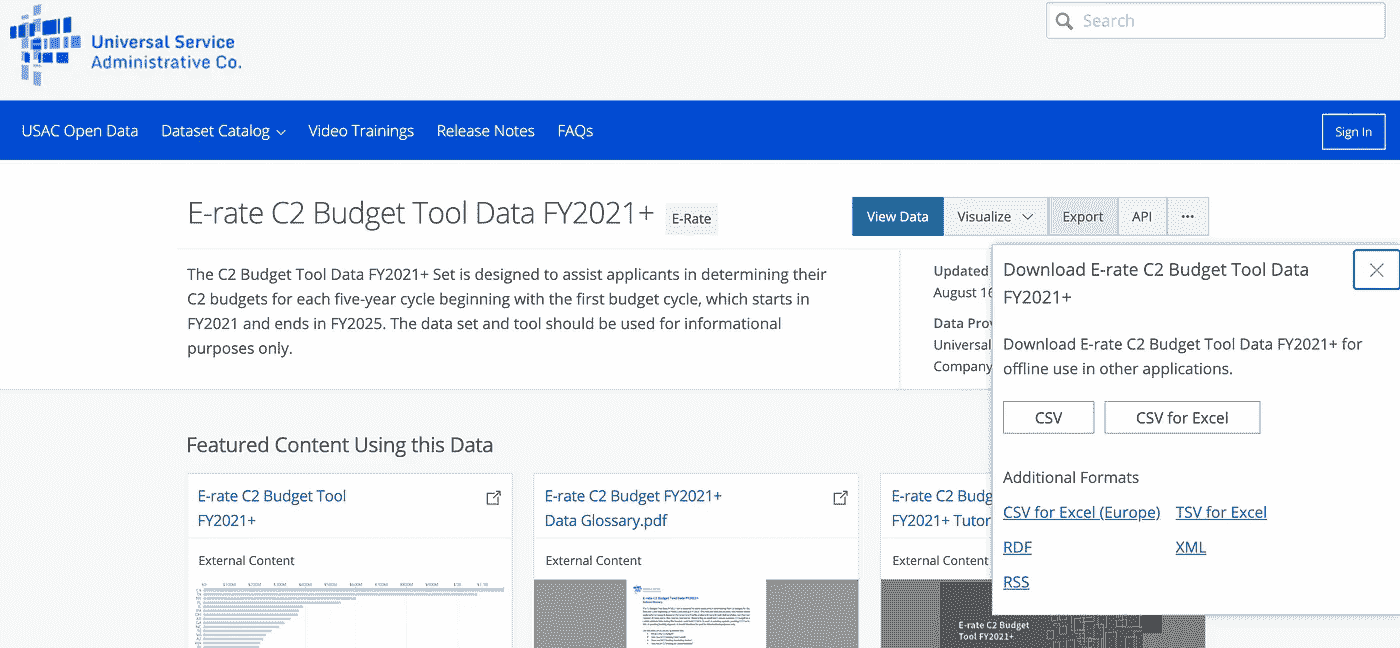 Universal Service
Administrative Co.
Search
USAC Open Data
Dataset Catalog
Video Trainings
Release Notes
FAQs
Sign In
E-rate C2 Budget Tool Data FY2021+
E-Rate
View Data
Visualize
Export
API
The C2 Budget Tool Data FY2021+ Set is designed to assist applicants in determining their
C2 budgets for each five-year cycle beginning with the first budget cycle, which starts in
FY2021 and ends in FY2025. The data set and tool should be used for informational
purposes only.
Updated
August 16
Data Prov
Universal
Company
Download E-rate C2 Budget Tool Data
FY2021+
Download E-rate C2 Budget Tool Data FY2021+ for
offline use in other applications.
CSV
CSV for Excel
Additional Formats
CSV for Excel (Europe)
TSV for Excel
RDF
XML
RSS
Featured Content Using this Data
E-rate C2 Budget Tool
FY2021+
External Content
E-rate C2 Budget FY2021+
Data Glossary.pdf
External Content
E-rate C2 Budg
FY2021+ Tutor
External Content
E-rate C2 Budget
Tool FY2021+